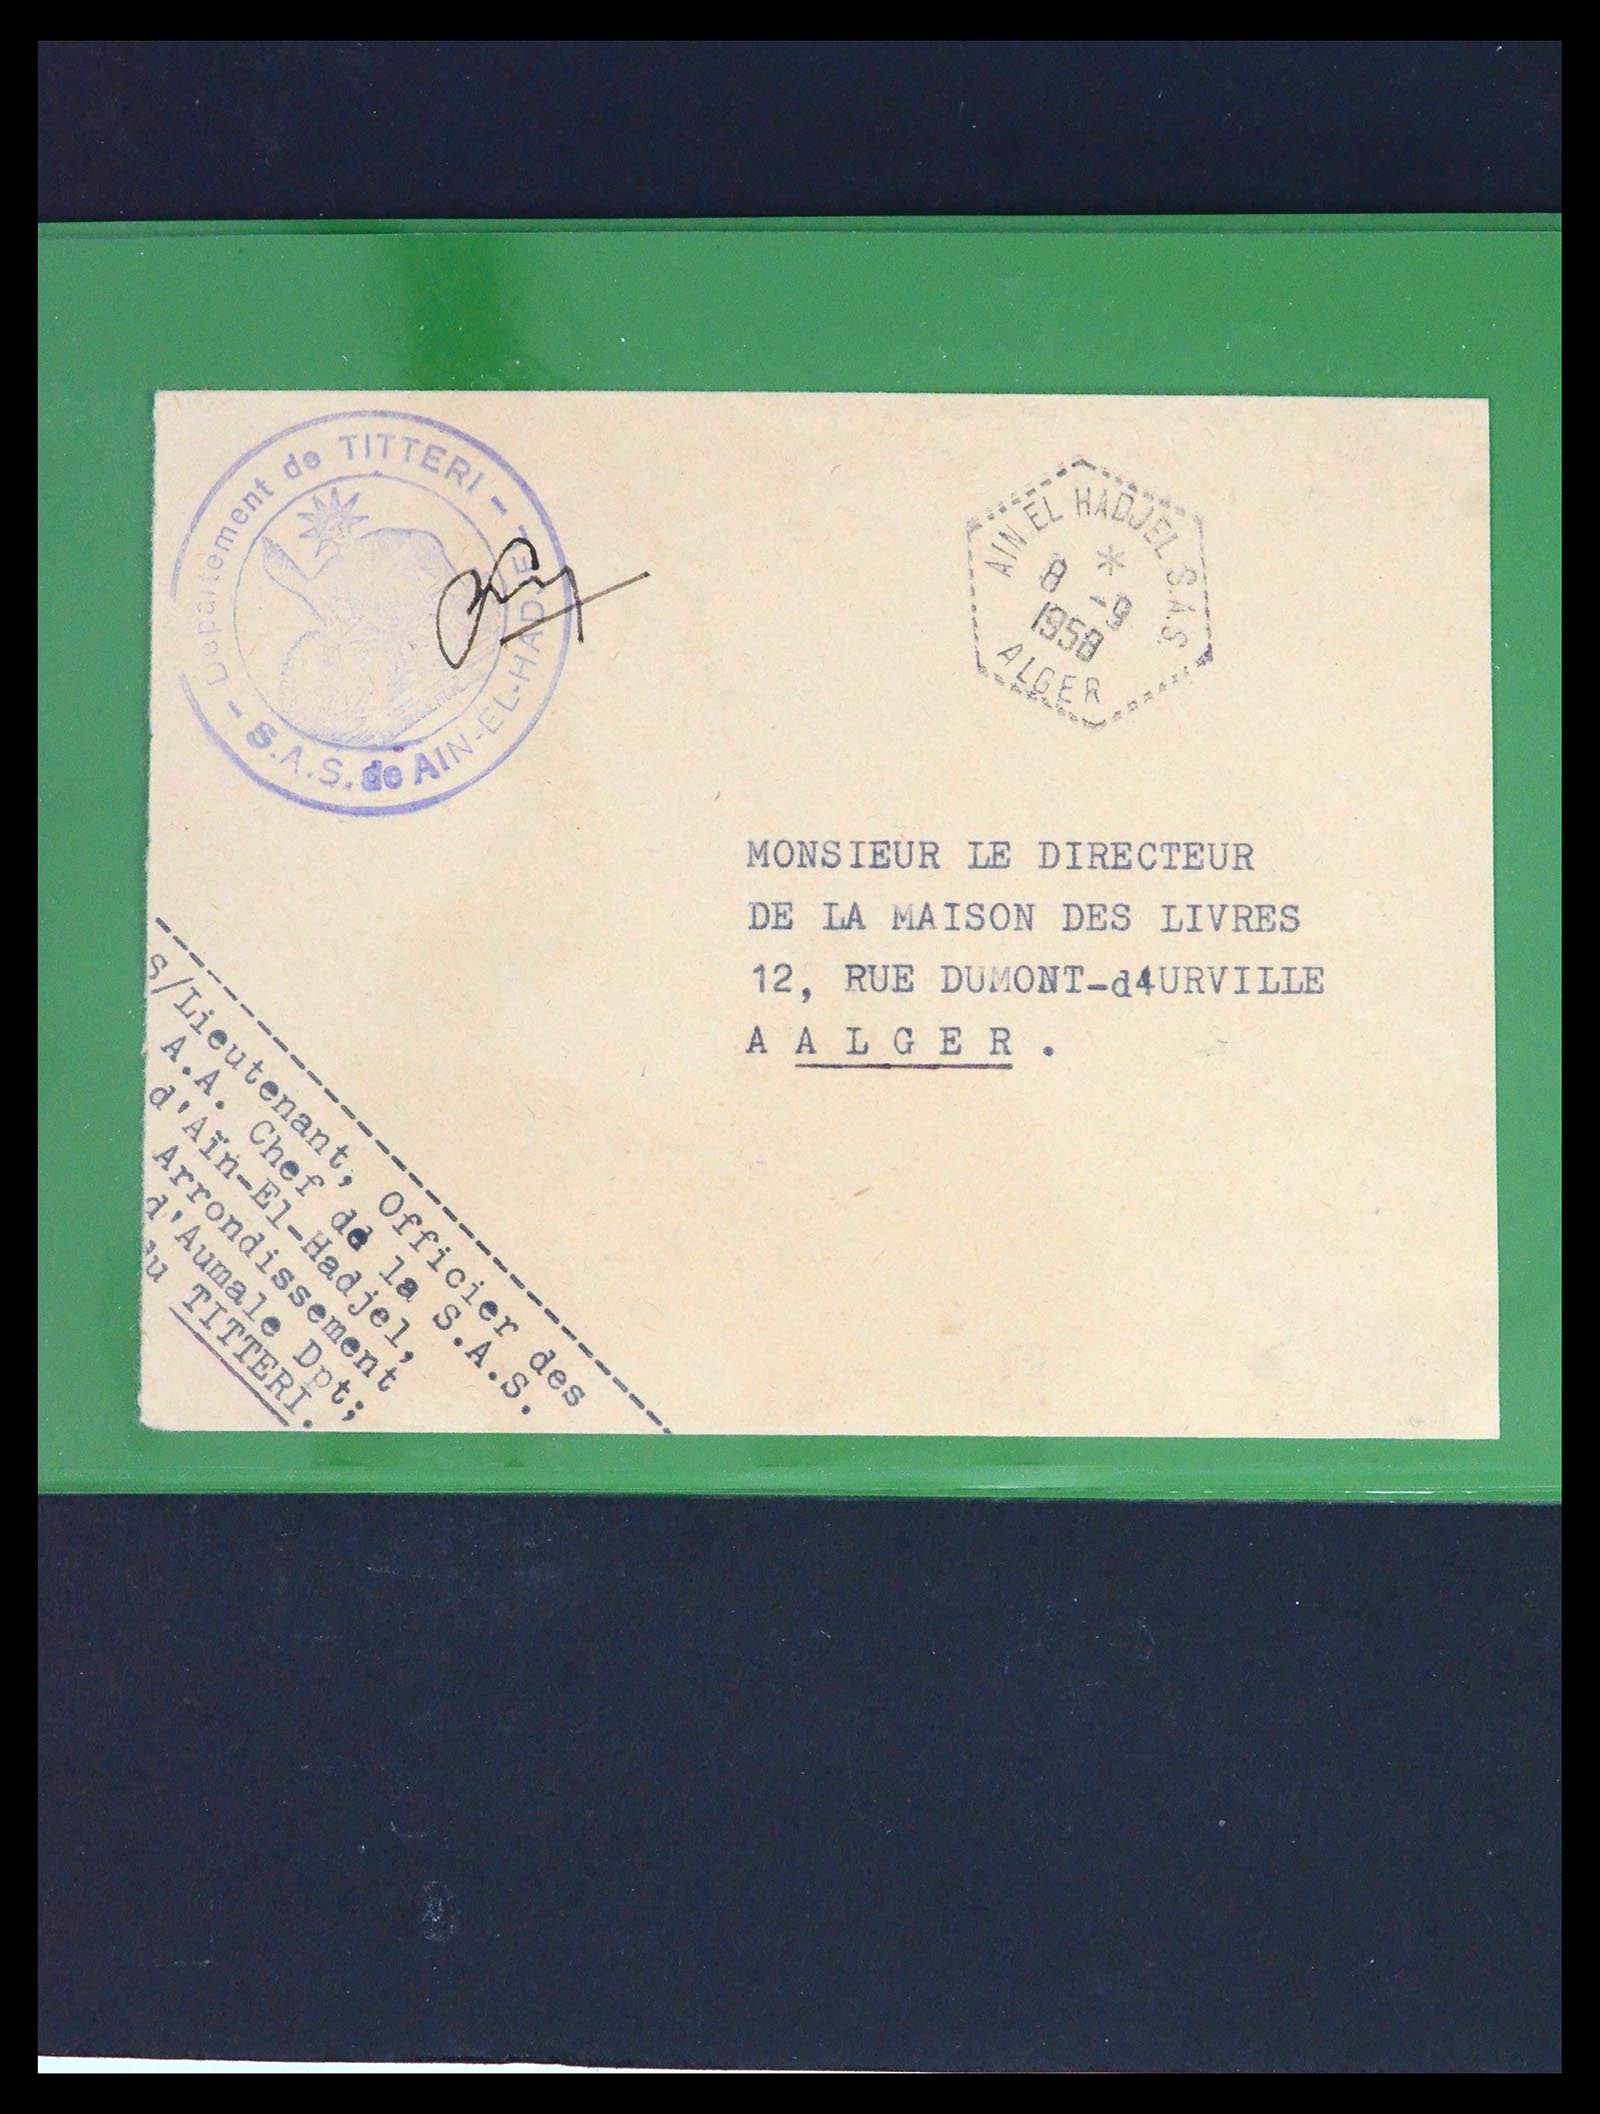 Département de TITTERI -
- S.A.S. de AIN-EL-HADJE
AIN EL HADJEL S.A.S
*
8 -9
1958
ALGER
MONSIEUR LE DIRECTEUR
DE LA MAISON DES LIVRES
12, RUE DUMONT-d4URVILLE
A A L G E R .
S/Lieutenant, Officier des
A.A. Chef de la S.A.S.
d'Aïn-El-Hadjel,
Arrondissement
d'Aumale Dpt;
du TITTERI.